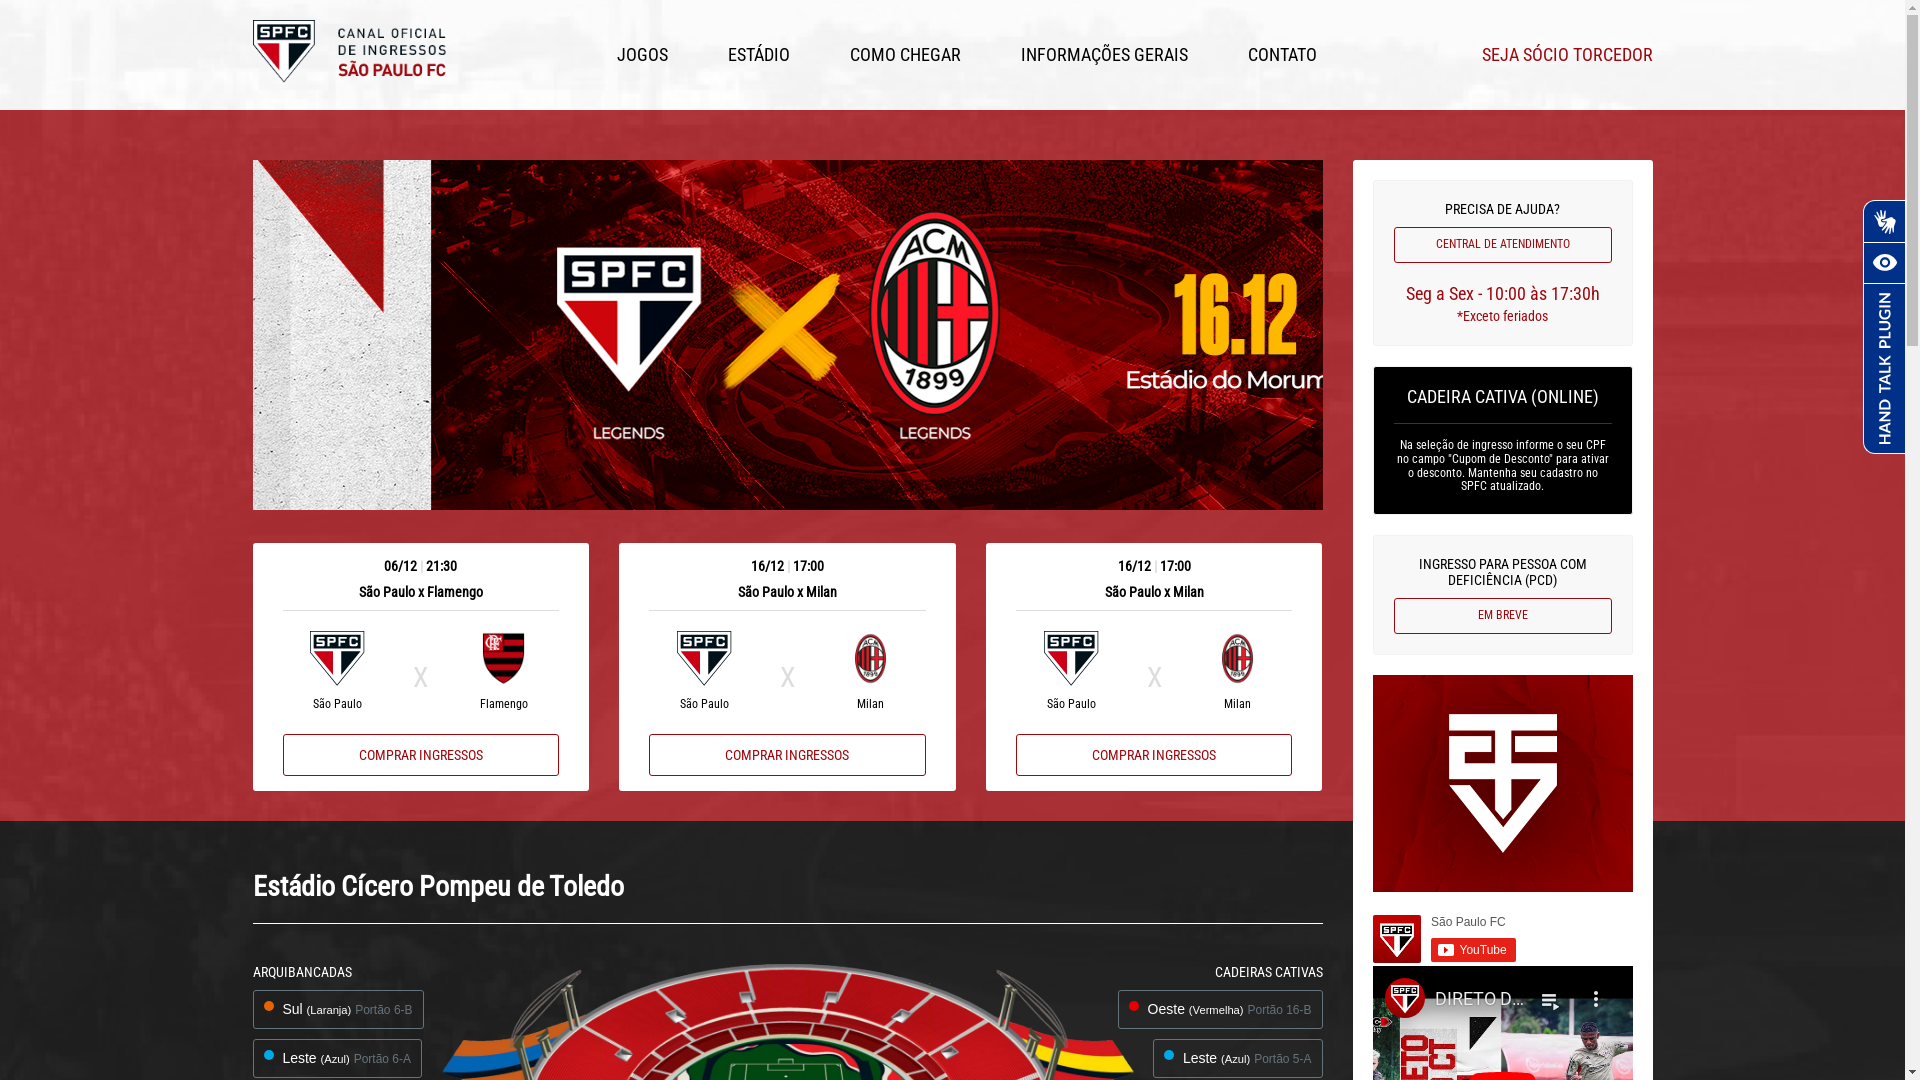 SPFC
CANAL OFICIAL
DE INGRESSOS
SÃO PAULO FC
JOGOS
ESTÁDIO
COMO CHEGAR
INFORMAÇÕES GERAIS
CONTATO
SEJA SÓCIO TORCEDOR
SPFC
ACM
1899
16.12
Estádio do Morum
LEGENDS
LEGENDS
06/12 | 21:30
São Paulo x Flamengo
SPFC
X
São Paulo
Flamengo
COMPRAR INGRESSOS
16/12 | 17:00
São Paulo x Milan
SPFC
X
São Paulo
Milan
COMPRAR INGRESSOS
16/12 | 17:00
São Paulo x Milan
SPFC
X
São Paulo
Milan
COMPRAR INGRESSOS
PRECISA DE AJUDA?
CENTRAL DE ATENDIMENTO
Seg a Sex - 10:00 às 17:30h
*Exceto feriados
CADEIRA CATIVA (ONLINE)
Na seleção de ingresso informe o seu CPF
no campo "Cupom de Desconto" para ativar
o desconto. Mantenha seu cadastro no
SPFC atualizado.
INGRESSO PARA PESSOA COM
DEFICIÊNCIA (PCD)
EM BREVE
SPFC
São Paulo FC
YouTube
SPFC
DIRETO D...
HAND TALK PLUGIN
Estádio Cícero Pompeu de Toledo
ARQUIBANCADAS
Sul (Laranja) Portão 6-B
Leste (Azul) Portão 6-A
CADEIRAS CATIVAS
Oeste (Vermelha) Portão 16-B
Leste (Azul) Portão 5-A